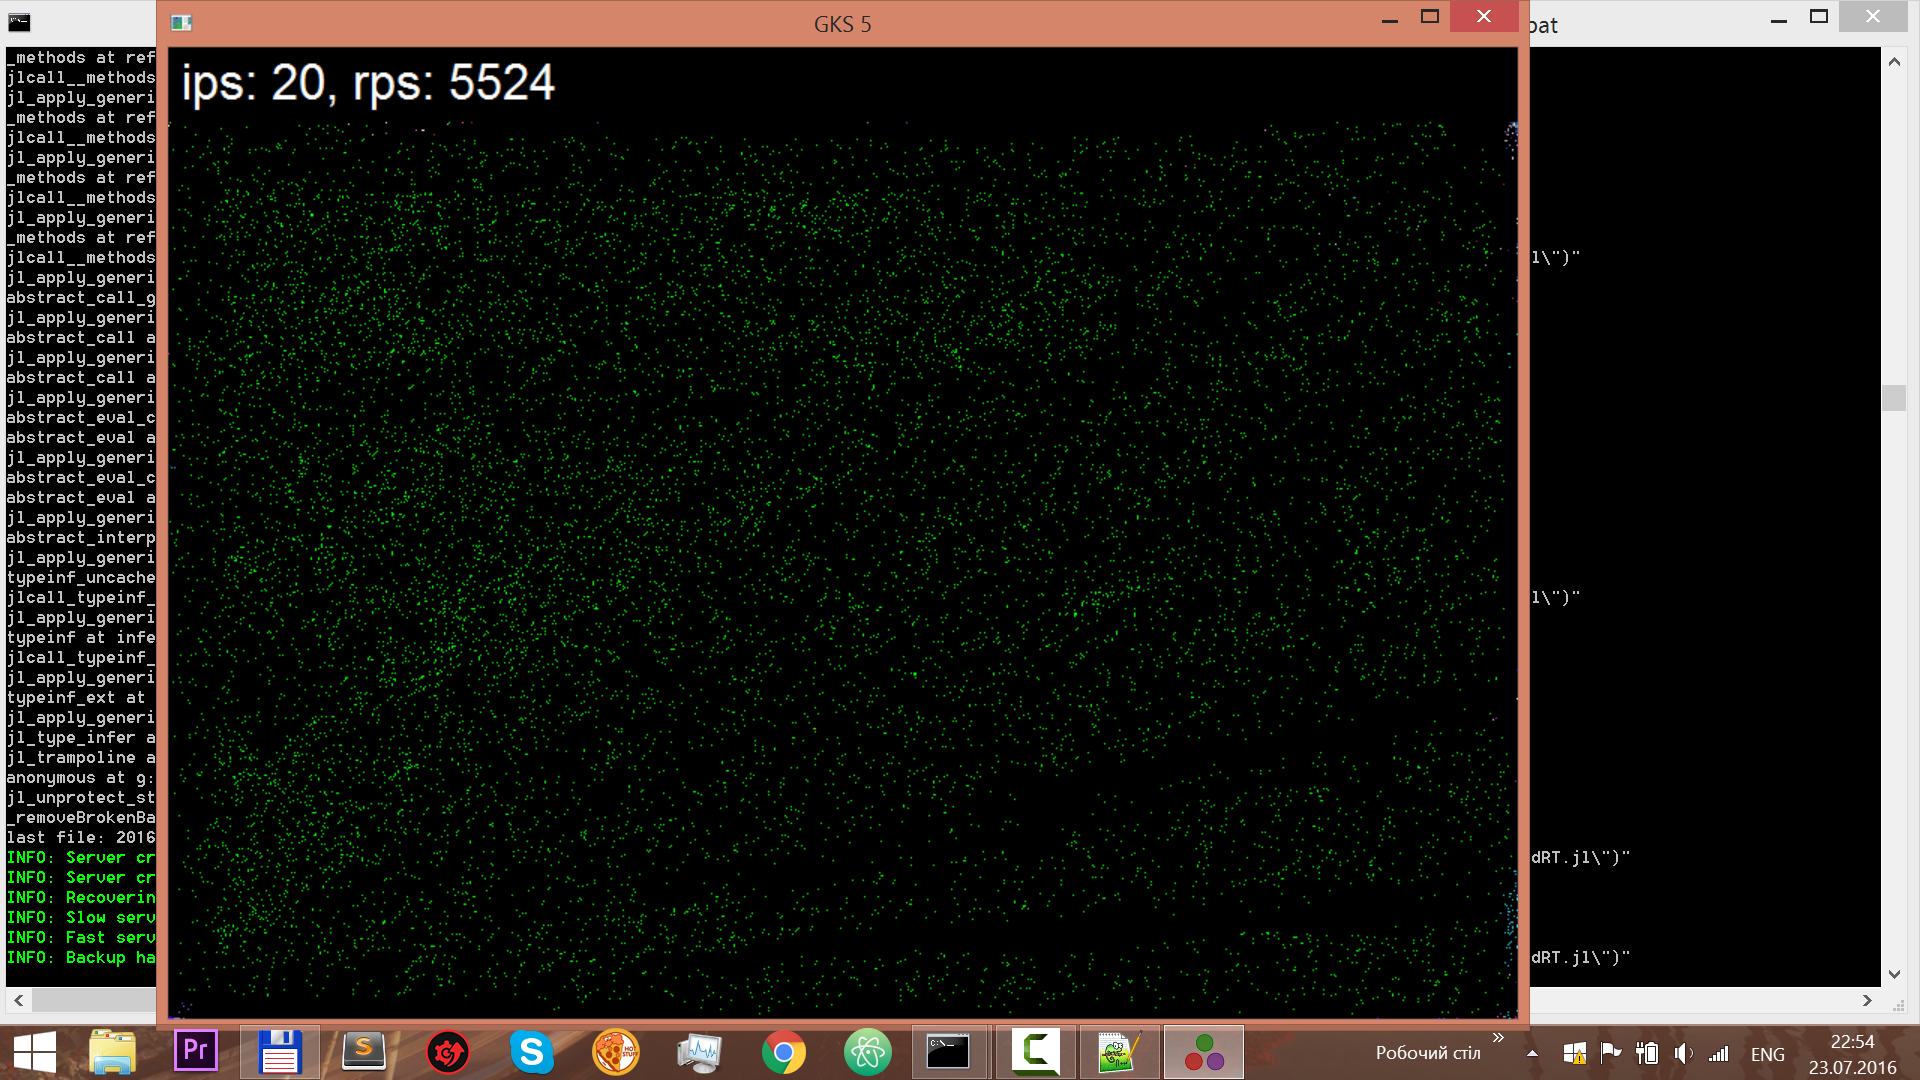 GKS 5
bat
ips: 20, rps: 5524
_methods at ref
jlcall__methods
jl_apply_generi
_methods at ref
jlcall__methods
jl_apply_generi
_methods at ref
jlcall__methods
jl_apply_generi
_methods at ref
jlcall__methods
l\")"
jl_apply_generi
abstract_call_g
jl_apply_generi
abstract_call a
jl_apply_generi
abstract_call a
jl_apply_generi
abstract_eval_c
abstract_eval a
jl_apply_generi
abstract_eval_c
abstract_eval a
jl_apply_generi
abstract_interp
jl_apply_generi
typeinf_uncache
jlcall_typeinf_
l\")"
jl_apply_generi
typeinf at infe
jlcall_typeinf_
jl_apply_generi
typeinf_ext at
jl_apply_generi
jl_type_infer a
jl_trampoline a
anonymous at g:
jl_unprotect_st
_removeBrokenBa
last file: 2016
INFO: Server cr
dRT.jl\")"
INFO: Server cr
INFO: Recoverin
INFO: Slow serv
INFO: Fast serv
INFO: Backup ha
dRT.jl\")"
Pr
S
S
HOT STUFF
C:\-
C
Робочий стіл
»
ENG
22:54
23.07.2016